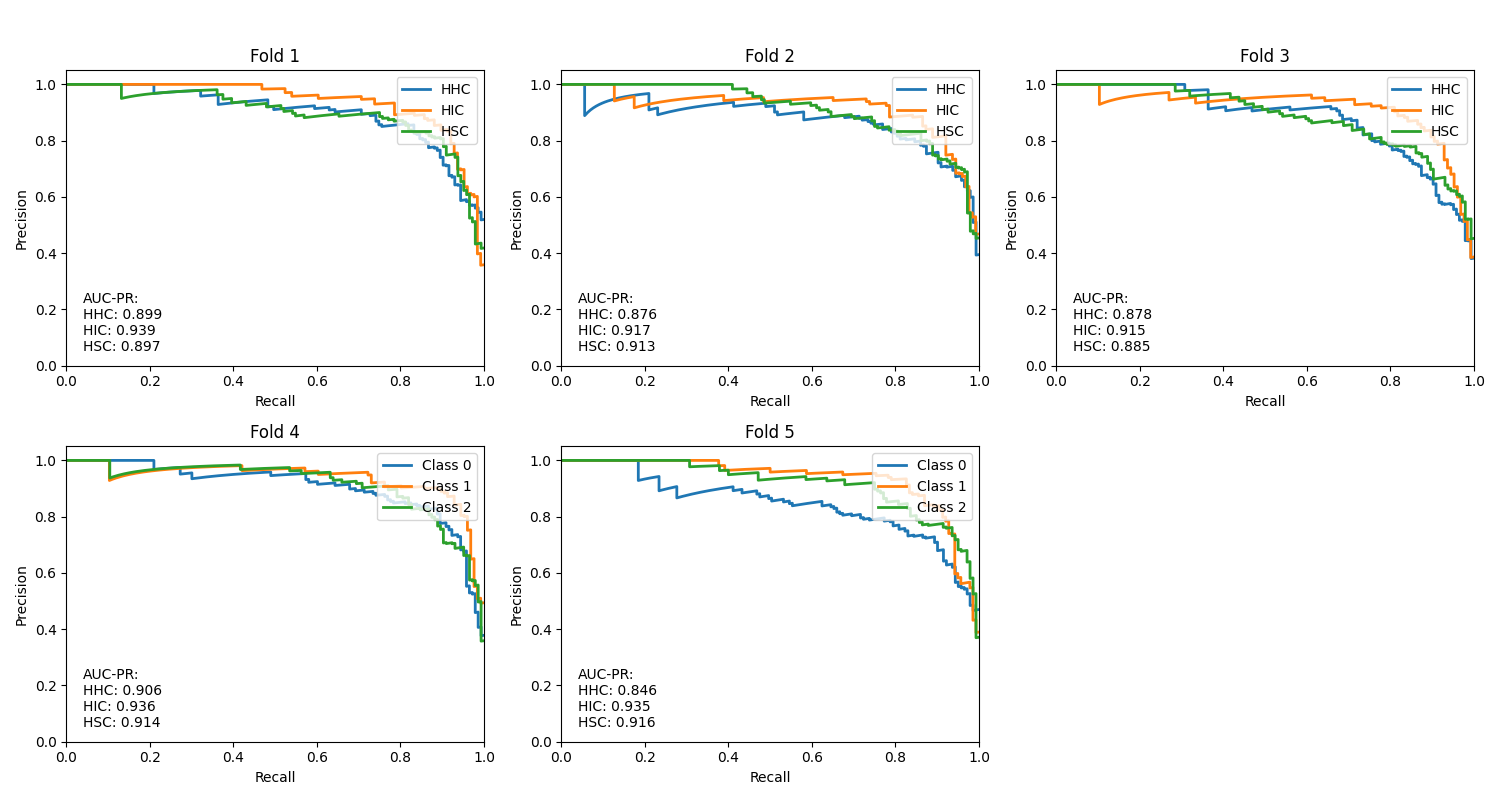 Fold 1
1.0
0.8
0.6
0.4
0.2
0.0
Precision
HHC
HIC
HSC
AUC-PR:
HHC: 0.899
HIC: 0.939
HSC: 0.897
0.0 0.2 0.4 0.6 0.8 1.0
Recall
Fold 2
1.0
0.8
0.6
0.4
0.2
0.0
Precision
HHC
HIC
HSC
AUC-PR:
HHC: 0.876
HIC: 0.917
HSC: 0.913
0.0 0.2 0.4 0.6 0.8 1.0
Recall
Fold 3
1.0
0.8
0.6
0.4
0.2
0.0
Precision
HHC
HIC
HSC
AUC-PR:
HHC: 0.878
HIC: 0.915
HSC: 0.885
0.0 0.2 0.4 0.6 0.8 1.0
Recall
Fold 4
1.0
0.8
0.6
0.4
0.2
0.0
Precision
Class 0
Class 1
Class 2
AUC-PR:
HHC: 0.906
HIC: 0.936
HSC: 0.914
0.0 0.2 0.4 0.6 0.8 1.0
Recall
Fold 5
1.0
0.8
0.6
0.4
0.2
0.0
Precision
Class 0
Class 1
Class 2
AUC-PR:
HHC: 0.846
HIC: 0.935
HSC: 0.916
0.0 0.2 0.4 0.6 0.8 1.0
Recall